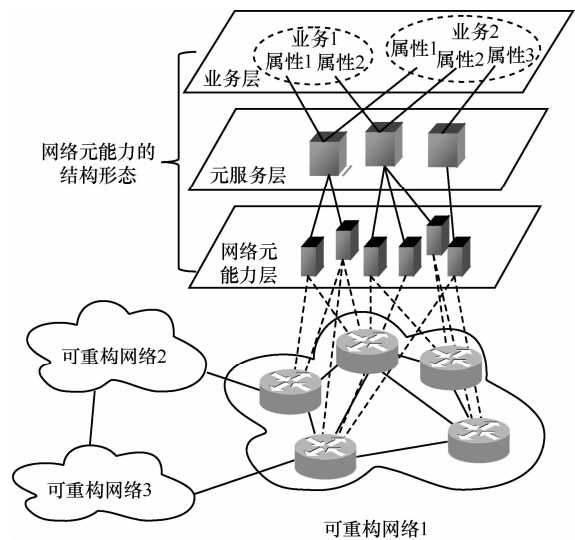 业务1
属性1 属性2
业务2
属性1 属性2 属性3
业务层
网络元能力的
结构形态
元服务层
网络元
能力层
可重构网络2
可重构网络3
可重构网络1